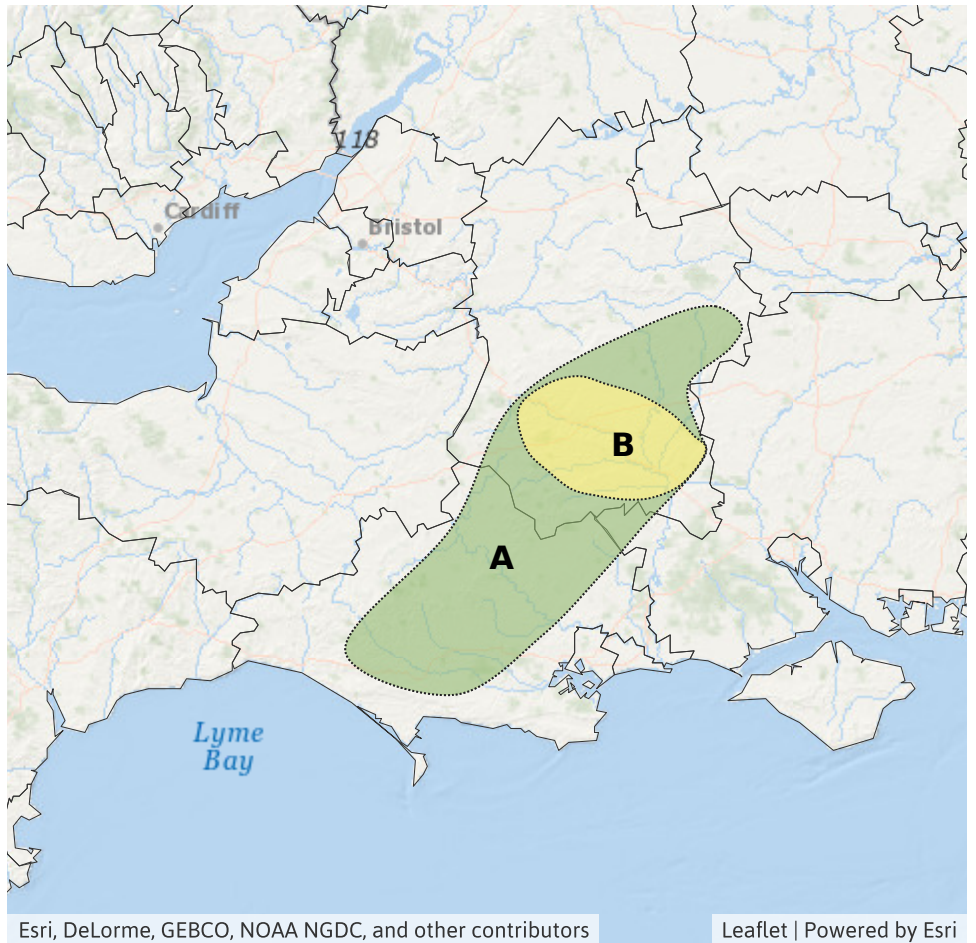 118
Cardiff
Bristol
B
A
Lyme
Bay
Esri, DeLorme, GEBCO, NOAA NGDC, and other contributors
Leaflet | Powered by Esri